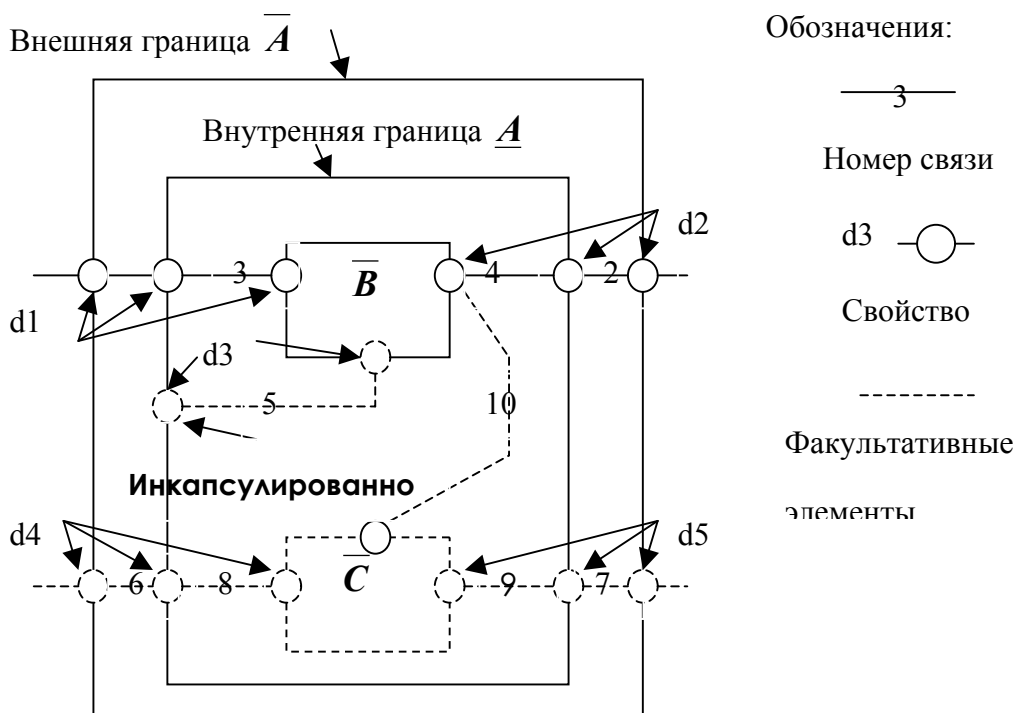 Внешняя граница A
Обозначения:
3
Внутренняя граница A
Номер связи
d2
d3
3
B
4
2
Свойство
d1
d3
5
10
Факультативные
Инкапсулированно
элементы
d4
C
d5
6
8
9
7